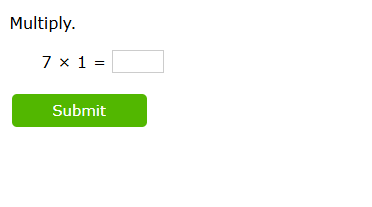 Multiply.
7 × 1 =
Submit